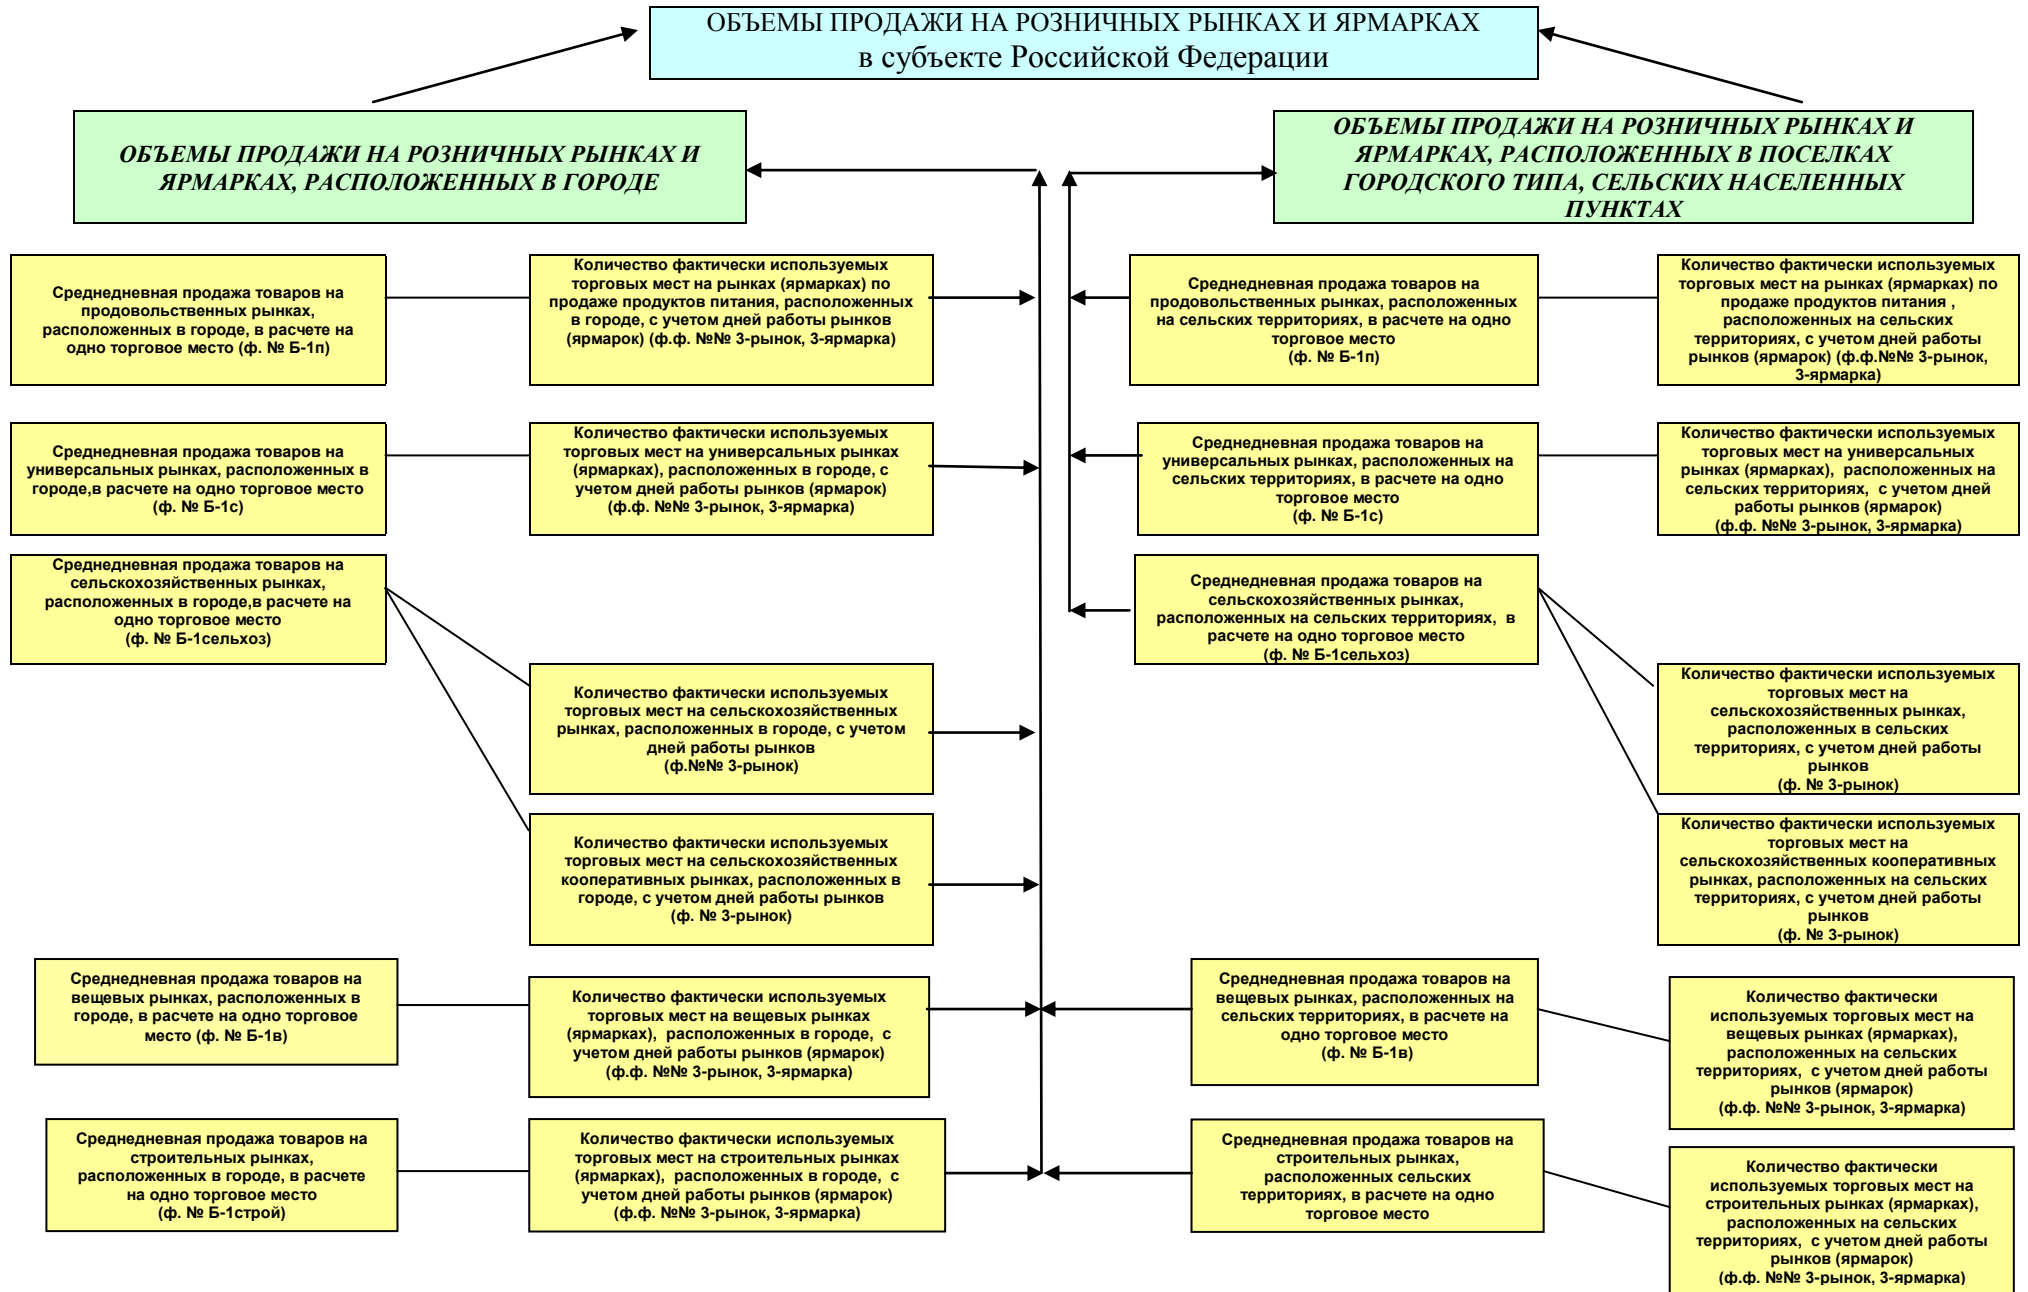 ОБЪЕМЫ ПРОДАЖИ НА РОЗНИЧНЫХ РЫНКАХ И ЯРМАРКАХ
в субъекте Российской Федерации
ОБЪЕМЫ ПРОДАЖИ НА РОЗНИЧНЫХ РЫНКАХ И
ЯРМАРКАХ, РАСПОЛОЖЕННЫХ В ГОРОДЕ
ОБЪЕМЫ ПРОДАЖИ НА РОЗНИЧНЫХ РЫНКАХ И
ЯРМАРКАХ, РАСПОЛОЖЕННЫХ В ПОСЕЛКАХ
ГОРОДСКОГО ТИПА, СЕЛЬСКИХ НАСЕЛЕННЫХ
ПУНКТАХ
Среднедневная продажа товаров на
продовольственных рынках,
расположенных в городе, в расчете на
одно торговое место (ф. № Б-1п)
Количество фактически используемых
торговых мест на рынках (ярмарках) по
продаже продуктов питания, расположенных
в городе, с учетом дней работы рынков
(ярмарок) (ф.ф. №№ 3-рынок, 3-ярмарка)
Среднедневная продажа товаров на
продовольственных рынках, расположенных
на сельских территориях, в расчете на одно
торговое место
(ф. № Б-1п)
Количество фактически используемых
торговых мест на рынках (ярмарках) по
продаже продуктов питания ,
расположенных на сельских
территориях, с учетом дней работы
рынков (ярмарок) (ф.ф.№№ 3-рынок,
3-ярмарка)
Среднедневная продажа товаров на
универсальных рынках, расположенных в
городе,в расчете на одно торговое место
(ф. № Б-1с)
Количество фактически используемых
торговых мест на универсальных рынках
(ярмарках), расположенных в городе, с
учетом дней работы рынков (ярмарок)
(ф.ф. №№ 3-рынок, 3-ярмарка)
Среднедневная продажа товаров на
универсальных рынках, расположенных на
сельских территориях, в расчете на одно
торговое место
(ф. № Б-1с)
Количество фактически используемых
торговых мест на универсальных
рынках (ярмарках), расположенных на
сельских территориях, с учетом дней
работы рынков (ярмарок)
(ф.ф. №№ 3-рынок, 3-ярмарка)
Среднедневная продажа товаров на
сельскохозяйственных рынках,
расположенных в городе,в расчете на
одно торговое место
(ф. № Б-1сельхоз)
Среднедневная продажа товаров на
сельскохозяйственных рынках,
расположенных на сельских территориях, в
расчете на одно торговое место
(ф. № Б-1сельхоз)
Количество фактически используемых
торговых мест на сельскохозяйственных
рынках, расположенных в городе, с учетом
дней работы рынков
(ф.№№ 3-рынок)
Количество фактически используемых
торговых мест на
сельскохозяйственных рынках,
расположенных в сельских
территориях, с учетом дней работы
рынков
(ф. № 3-рынок)
Количество фактически используемых
торговых мест на сельскохозяйственных
кооперативных рынках, расположенных в
городе, с учетом дней работы рынков
(ф. № 3-рынок)
Количество фактически используемых
торговых мест на
сельскохозяйственных кооперативных
рынках, расположенных на сельских
территориях, с учетом дней работы
рынков
(ф. № 3-рынок)
Среднедневная продажа товаров на
вещевых рынках, расположенных в
городе, в расчете на одно торговое
место (ф. № Б-1в)
Количество фактически используемых
торговых мест на вещевых рынках
(ярмарках), расположенных в городе, с
учетом дней работы рынков (ярмарок)
(ф.ф. №№ 3-рынок, 3-ярмарка)
Среднедневная продажа товаров на
вещевых рынках, расположенных на
сельских территориях, в расчете на
одно торговое место
(ф. № Б-1в)
Количество фактически
используемых торговых мест на
вещевых рынках (ярмарках),
расположенных на сельских
территориях, с учетом дней работы
рынков (ярмарок)
(ф.ф. №№ 3-рынок, 3-ярмарка)
Среднедневная продажа товаров на
строительных рынках,
расположенных в городе, в расчете
на одно торговое место
(ф. № Б-1строй)
Количество фактически используемых
торговых мест на строительных рынках
(ярмарках), расположенных в городе, с
учетом дней работы рынков (ярмарок)
(ф.ф. №№ 3-рынок, 3-ярмарка)
Среднедневная продажа товаров на
строительных рынках,
расположенных сельских
территориях, в расчете на одно
торговое место
Количество фактически
используемых торговых мест на
строительных рынках (ярмарках),
расположенных на сельских
территориях, с учетом дней работы
рынков (ярмарок)
(ф.ф. №№ 3-рынок, 3-ярмарка)